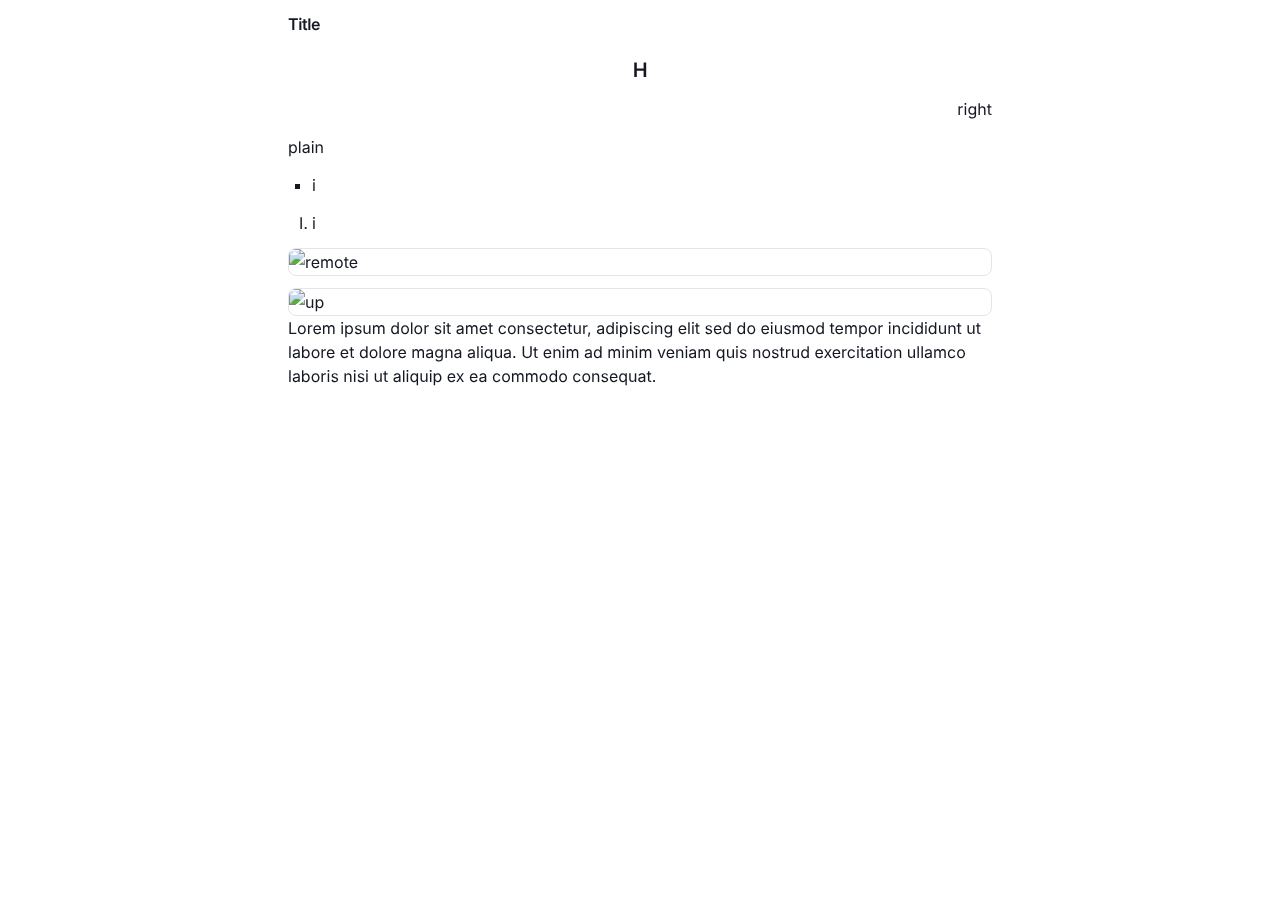 Title
H
right
plain
▪ i
I. i
remote
up
Lorem ipsum dolor sit amet consectetur, adipiscing elit sed do eiusmod tempor incididunt ut
labore et dolore magna aliqua. Ut enim ad minim veniam quis nostrud exercitation ullamco
laboris nisi ut aliquip ex ea commodo consequat.